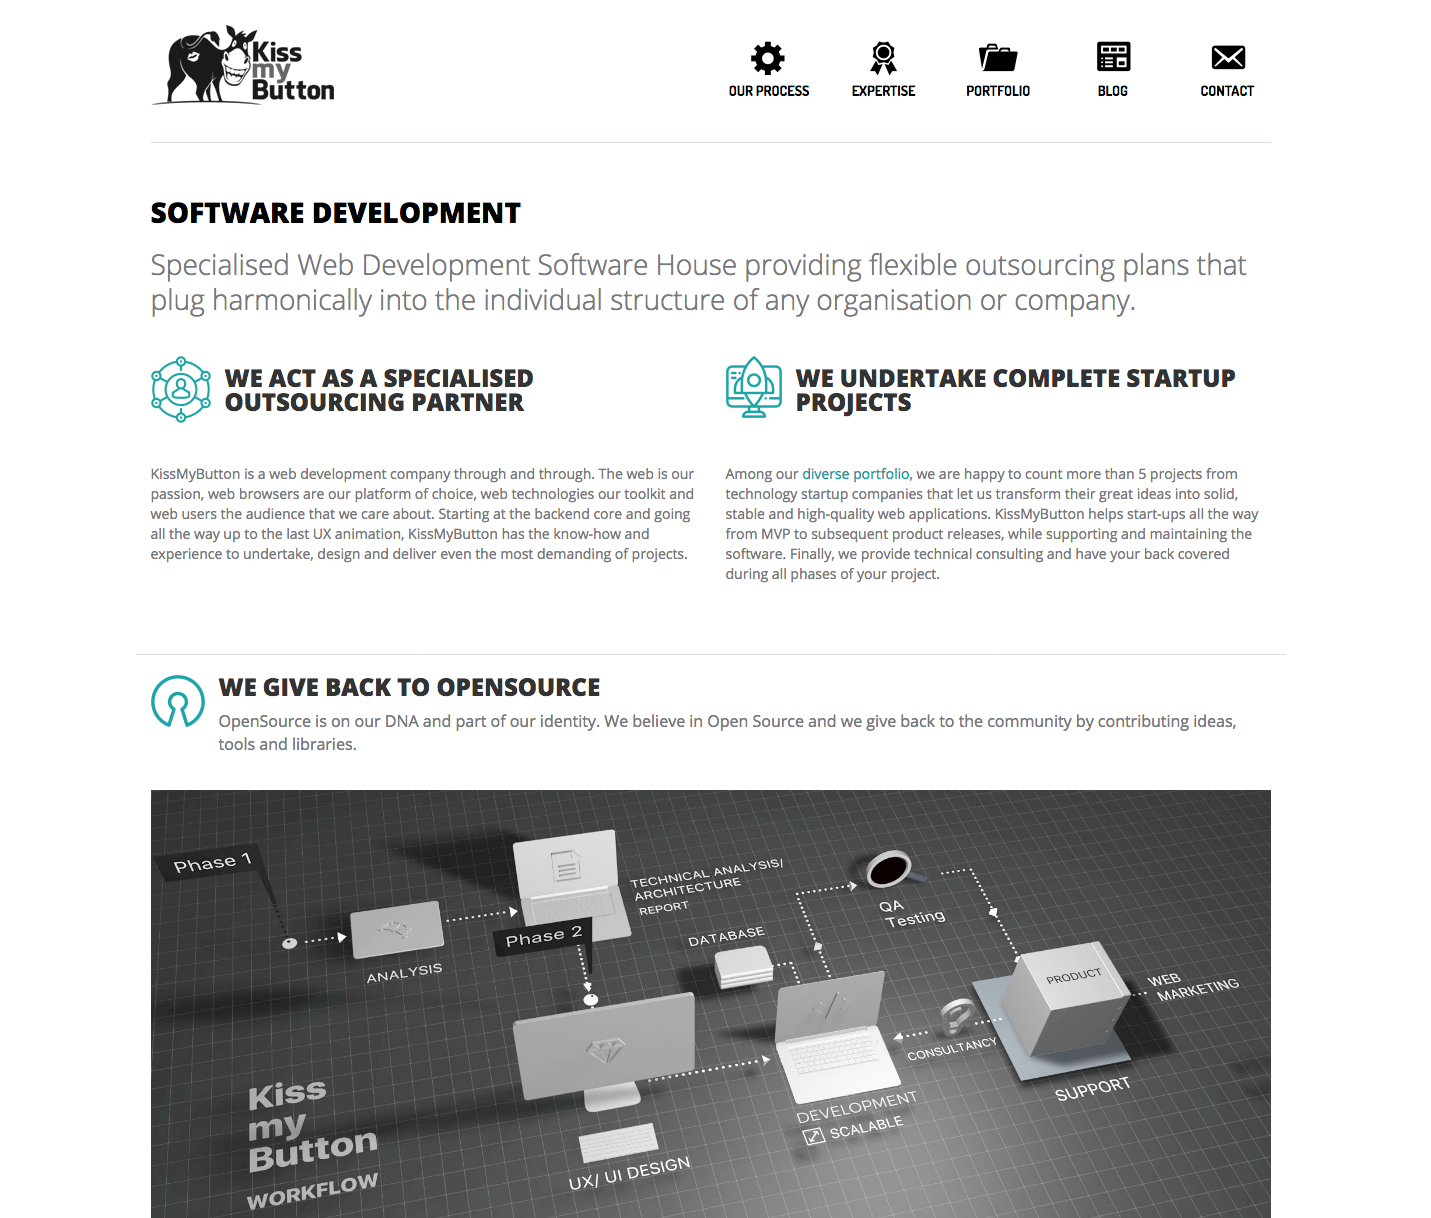 Kiss
my
Button
OUR PROCESS
EXPERTISE
PORTFOLIO
BLOG
CONTACT
SOFTWARE DEVELOPMENT
Specialised Web Development Software House providing flexible outsourcing plans that
plug harmonically into the individual structure of any organisation or company.
WE ACT AS A SPECIALISED
OUTSOURCING PARTNER
KissMyButton is a web development company through and through. The web is our
passion, web browsers are our platform of choice, web technologies our toolkit and
web users the audience that we care about. Starting at the backend core and going
all the way up to the last UX animation, KissMyButton has the know-how and
experience to undertake, design and deliver even the most demanding of projects.
WE UNDERTAKE COMPLETE STARTUP
PROJECTS
Among our diverse portfolio, we are happy to count more than 5 projects from
technology startup companies that let us transform their great ideas into solid,
stable and high-quality web applications. KissMyButton helps start-ups all the way
from MVP to subsequent product releases, while supporting and maintaining the
software. Finally, we provide technical consulting and have your back covered
during all phases of your project.
WE GIVE BACK TO OPENSOURCE
OpenSource is on our DNA and part of our identity. We believe in Open Source and we give back to the community by contributing ideas,
tools and libraries.
Phase 1
ANALYSIS
TECHNICAL ANALYSIS/
ARCHITECTURE
REPORT
Phase 2
DATABASE
QA
Testing
PRODUCT
WEB
MARKETING
CONSULTANCY
SUPPORT
</>
DEVELOPMENT
SCALABLE
UX/ UI DESIGN
Kiss
my
Button
WORKFLOW